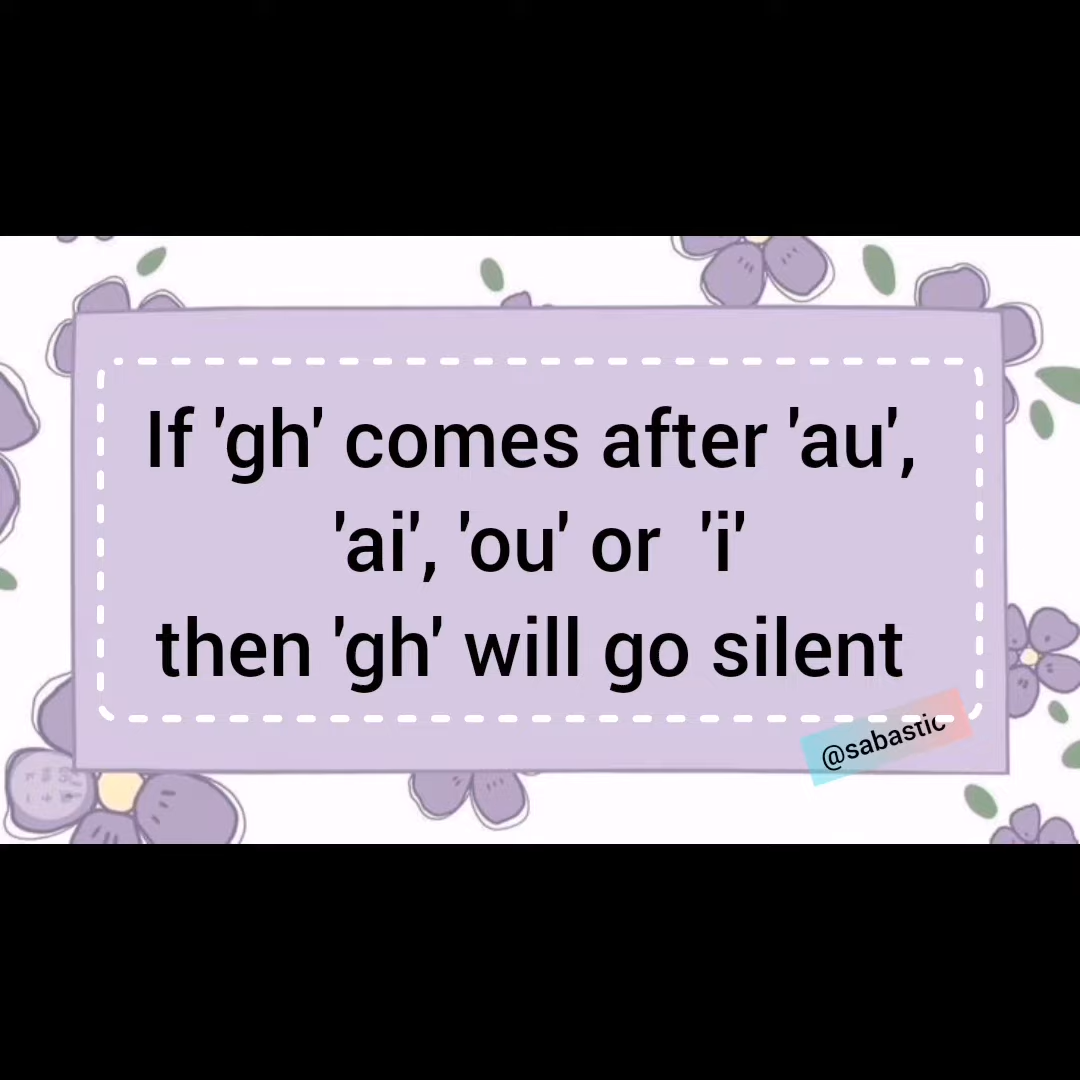 If 'gh' comes after 'au',
'ai', 'ou' or 'i'
then 'gh' will go silent
@sabastic